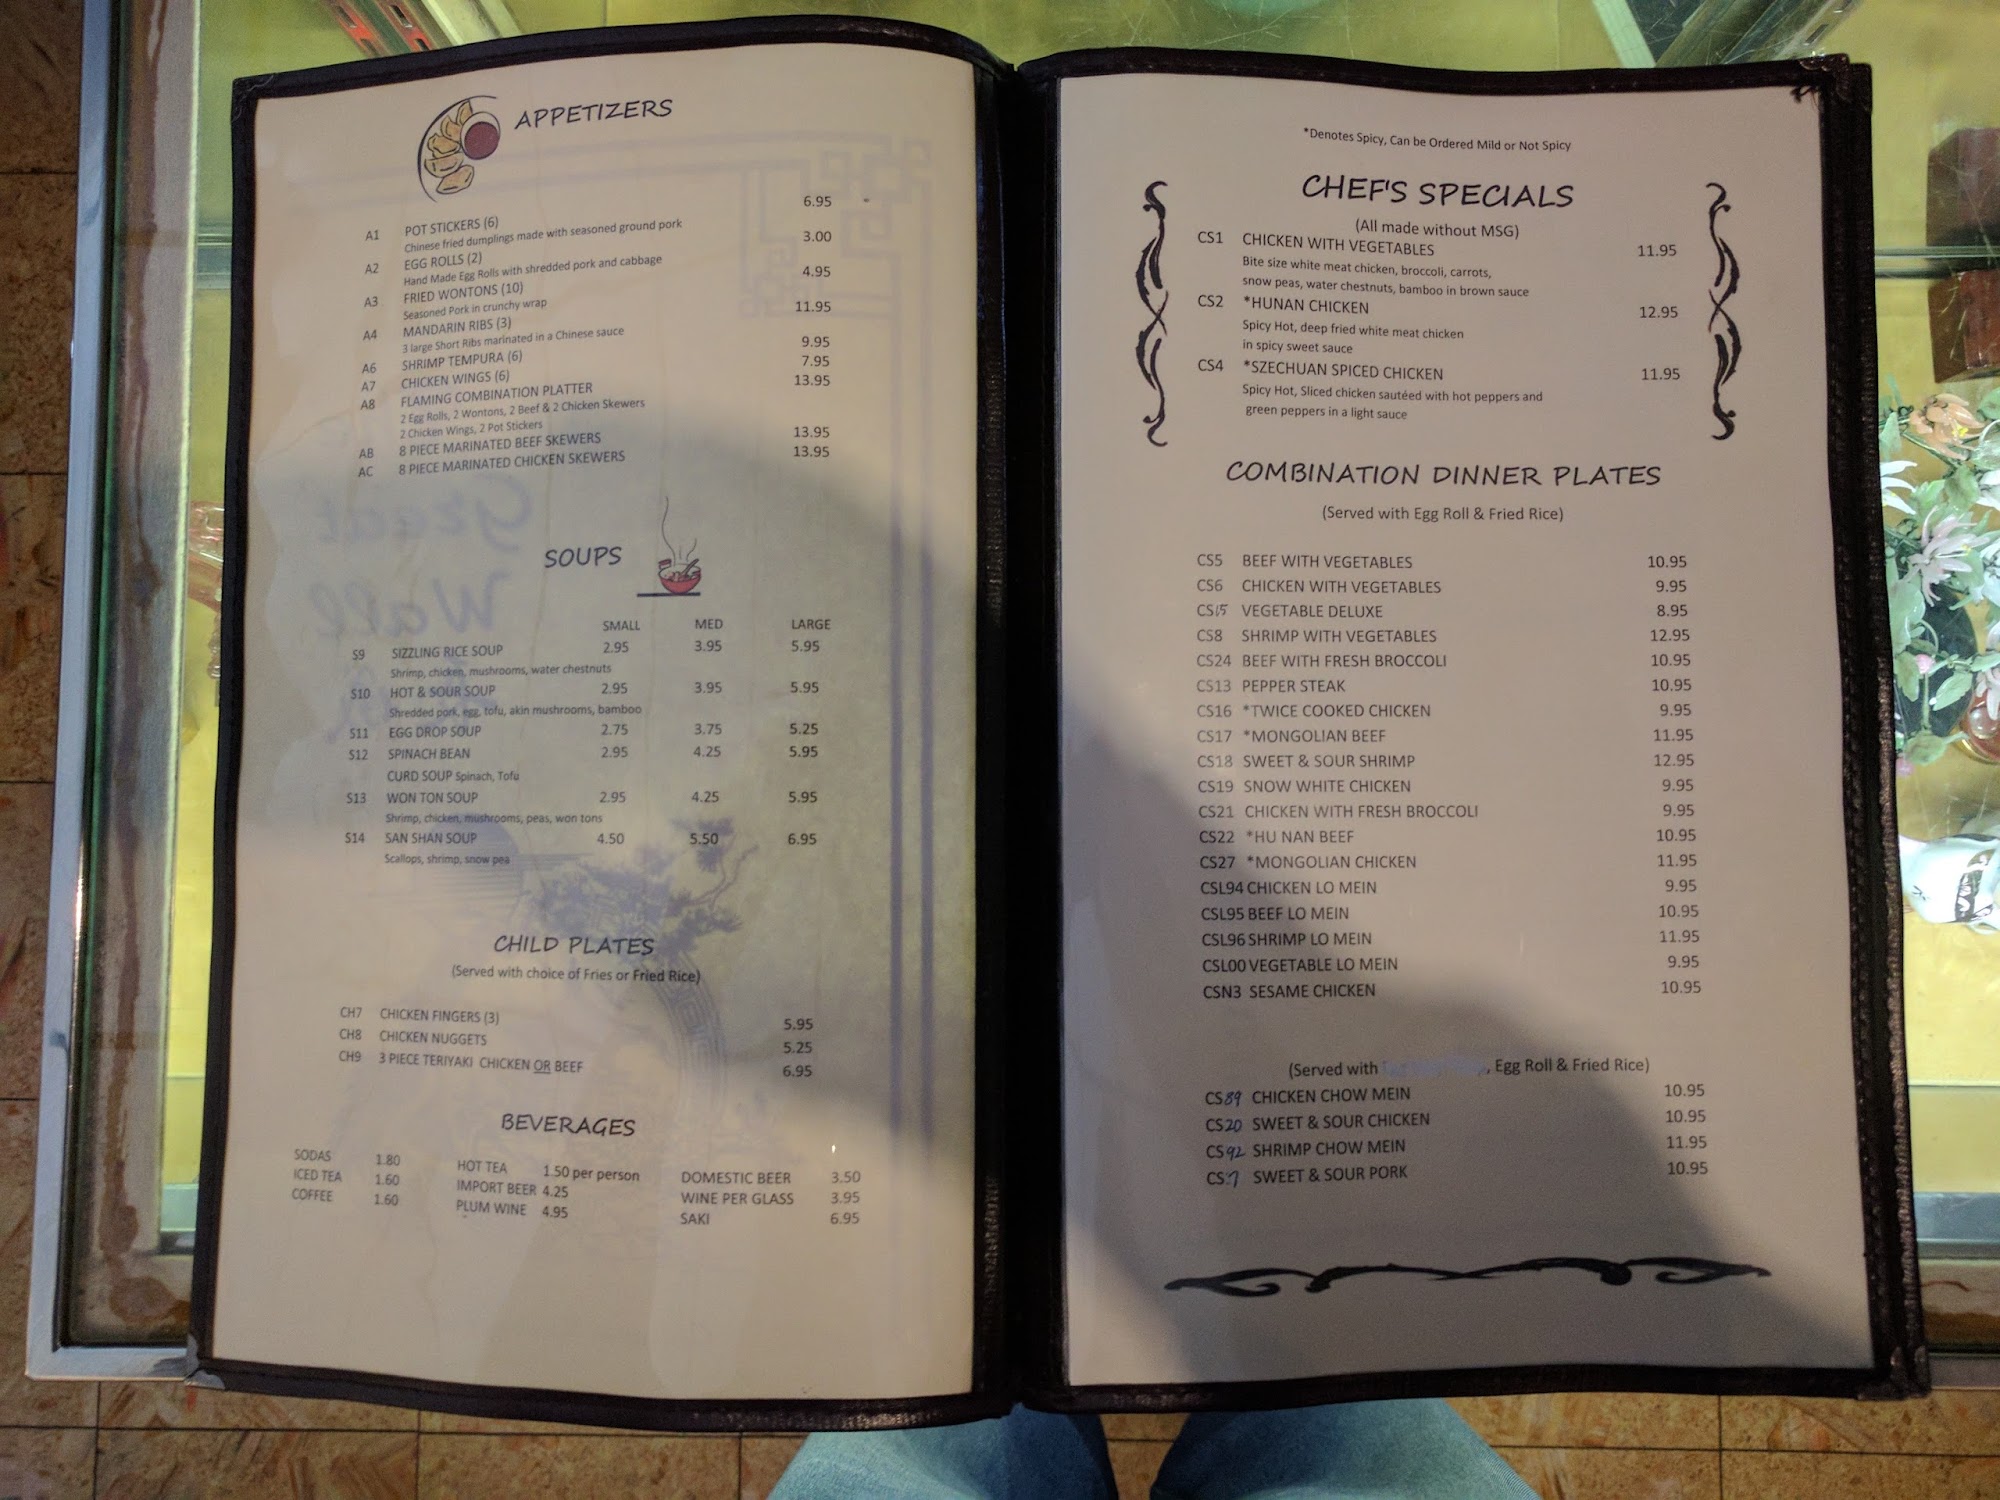 APPETIZERS
A1 POT STICKERS (6) 6.95
Chinese fried dumplings made with seasoned ground pork
A2 EGG ROLLS (2) 3.00
Hand Made Egg Rolls with shredded pork and cabbage
A3 FRIED WONTONS (10) 4.95
Seasoned Pork in crunchy wrap
A4 MANDARIN RIBS (3) 11.95
3 large Short Ribs marinated in a Chinese sauce
A6 SHRIMP TEMPURA (6) 9.95
A7 CHICKEN WINGS (6) 7.95
A8 FLAMING COMBINATION PLATTER 13.95
2 Egg Rolls, 2 Wontons, 2 Beef & 2 Chicken Skewers
2 Chicken Wings, 2 Pot Stickers
AB 8 PIECE MARINATED BEEF SKEWERS 13.95
AC 8 PIECE MARINATED CHICKEN SKEWERS 13.95
Great
Wall
SOUPS
SMALL MED LARGE
S9 SIZZLING RICE SOUP 2.95 3.95 5.95
Shrimp, chicken, mushrooms, water chestnuts
S10 HOT & SOUR SOUP 2.95 3.95 5.95
Shredded pork, egg, tofu, akin mushrooms, bamboo
S11 EGG DROP SOUP 2.75 3.75 5.25
S12 SPINACH BEAN 2.95 4.25 5.95
CURD SOUP Spinach, Tofu
S13 WON TON SOUP 2.95 4.25 5.95
Shrimp, chicken, mushrooms, peas, won tons
S14 SAN SHAN SOUP 4.50 5.50 6.95
Scallops, shrimp, snow pea
CHILD PLATES
(Served with choice of Fries or Fried Rice)
CH7 CHICKEN FINGERS (3) 5.95
CH8 CHICKEN NUGGETS 5.25
CH9 3 PIECE TERIYAKI CHICKEN OR BEEF 6.95
BEVERAGES
SODAS 1.80 HOT TEA 1.50 per person DOMESTIC BEER 3.50
ICED TEA 1.60 IMPORT BEER 4.25 WINE PER GLASS 3.95
COFFEE 1.60 PLUM WINE 4.95 SAKI 6.95
*Denotes Spicy, Can be Ordered Mild or Not Spicy
CHEF'S SPECIALS
(All made without MSG)
CS1 CHICKEN WITH VEGETABLES 11.95
Bite size white meat chicken, broccoli, carrots,
snow peas, water chestnuts, bamboo in brown sauce
CS2 *HUNAN CHICKEN 12.95
Spicy Hot, deep fried white meat chicken
in spicy sweet sauce
CS4 *SZECHUAN SPICED CHICKEN 11.95
Spicy Hot, Sliced chicken sautéed with hot peppers and
green peppers in a light sauce
COMBINATION DINNER PLATES
(Served with Egg Roll & Fried Rice)
CS5 BEEF WITH VEGETABLES 10.95
CS6 CHICKEN WITH VEGETABLES 9.95
CS15 VEGETABLE DELUXE 8.95
CS8 SHRIMP WITH VEGETABLES 12.95
CS24 BEEF WITH FRESH BROCCOLI 10.95
CS13 PEPPER STEAK 10.95
CS16 *TWICE COOKED CHICKEN 9.95
CS17 *MONGOLIAN BEEF 11.95
CS18 SWEET & SOUR SHRIMP 12.95
CS19 SNOW WHITE CHICKEN 9.95
CS21 CHICKEN WITH FRESH BROCCOLI 9.95
CS22 *HU NAN BEEF 10.95
CS27 *MONGOLIAN CHICKEN 11.95
CSL94 CHICKEN LO MEIN 9.95
CSL95 BEEF LO MEIN 10.95
CSL96 SHRIMP LO MEIN 11.95
CSL00 VEGETABLE LO MEIN 9.95
CSN3 SESAME CHICKEN 10.95
(Served with , Egg Roll & Fried Rice)
CS89 CHICKEN CHOW MEIN 10.95
CS20 SWEET & SOUR CHICKEN 10.95
CS92 SHRIMP CHOW MEIN 11.95
CS7 SWEET & SOUR PORK 10.95